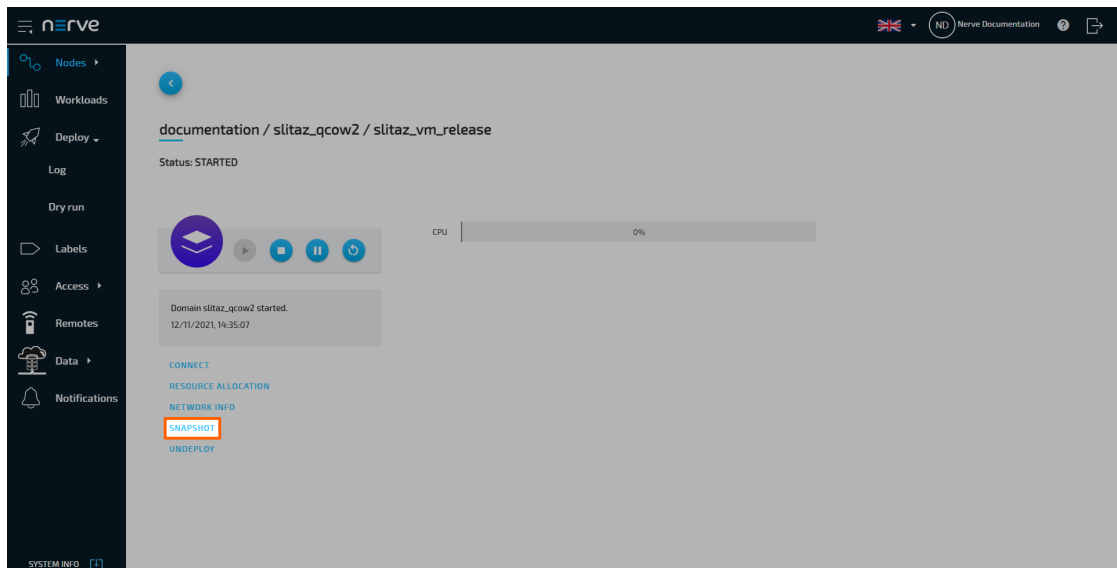 nerve
ND Nerve Documentation ?
Nodes
Workloads
Deploy
Log
Dry run
Labels
Access
Remotes
Data
Notifications
SYSTEM INFO
documentation / slitaz_qcow2 / slitaz_vm_release
Status: STARTED
CPU 0%
Domain slitaz_qcow2 started.
12/11/2021, 14:35:07
CONNECT
RESOURCE ALLOCATION
NETWORK INFO
SNAPSHOT
UNDEPLOY